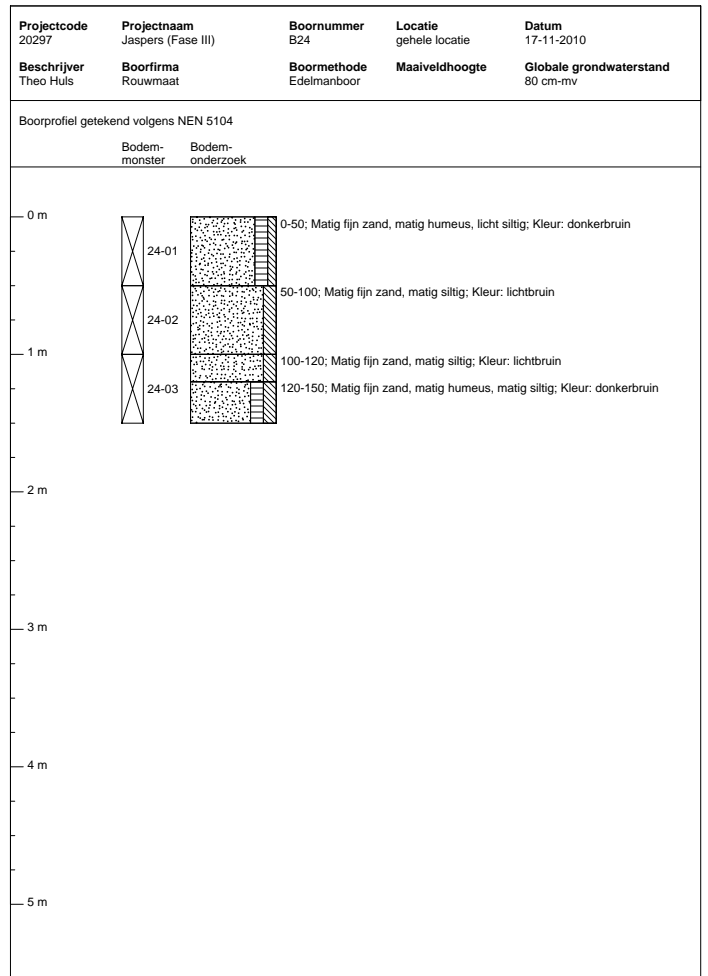 Projectcode Projectnaam Boornummer Locatie Datum
20297 Jaspers (Fase III) B24 gehele locatie 17-11-2010
Beschrijver Boorfirma Boormethode Maaiveldhoogte Globale grondwaterstand
Theo Huls Rouwmaat Edelmanboor 80 cm-mv
Boorprofiel getekend volgens NEN 5104
Bodem- Bodem-
monster onderzoek
0 m
0-50; Matig fijn zand, matig humeus, licht siltig; Kleur: donkerbruin
24-01
50-100; Matig fijn zand, matig siltig; Kleur: lichtbruin
24-02
1 m
100-120; Matig fijn zand, matig siltig; Kleur: lichtbruin
24-03
120-150; Matig fijn zand, matig humeus, matig siltig; Kleur: donkerbruin
2 m
3 m
4 m
5 m